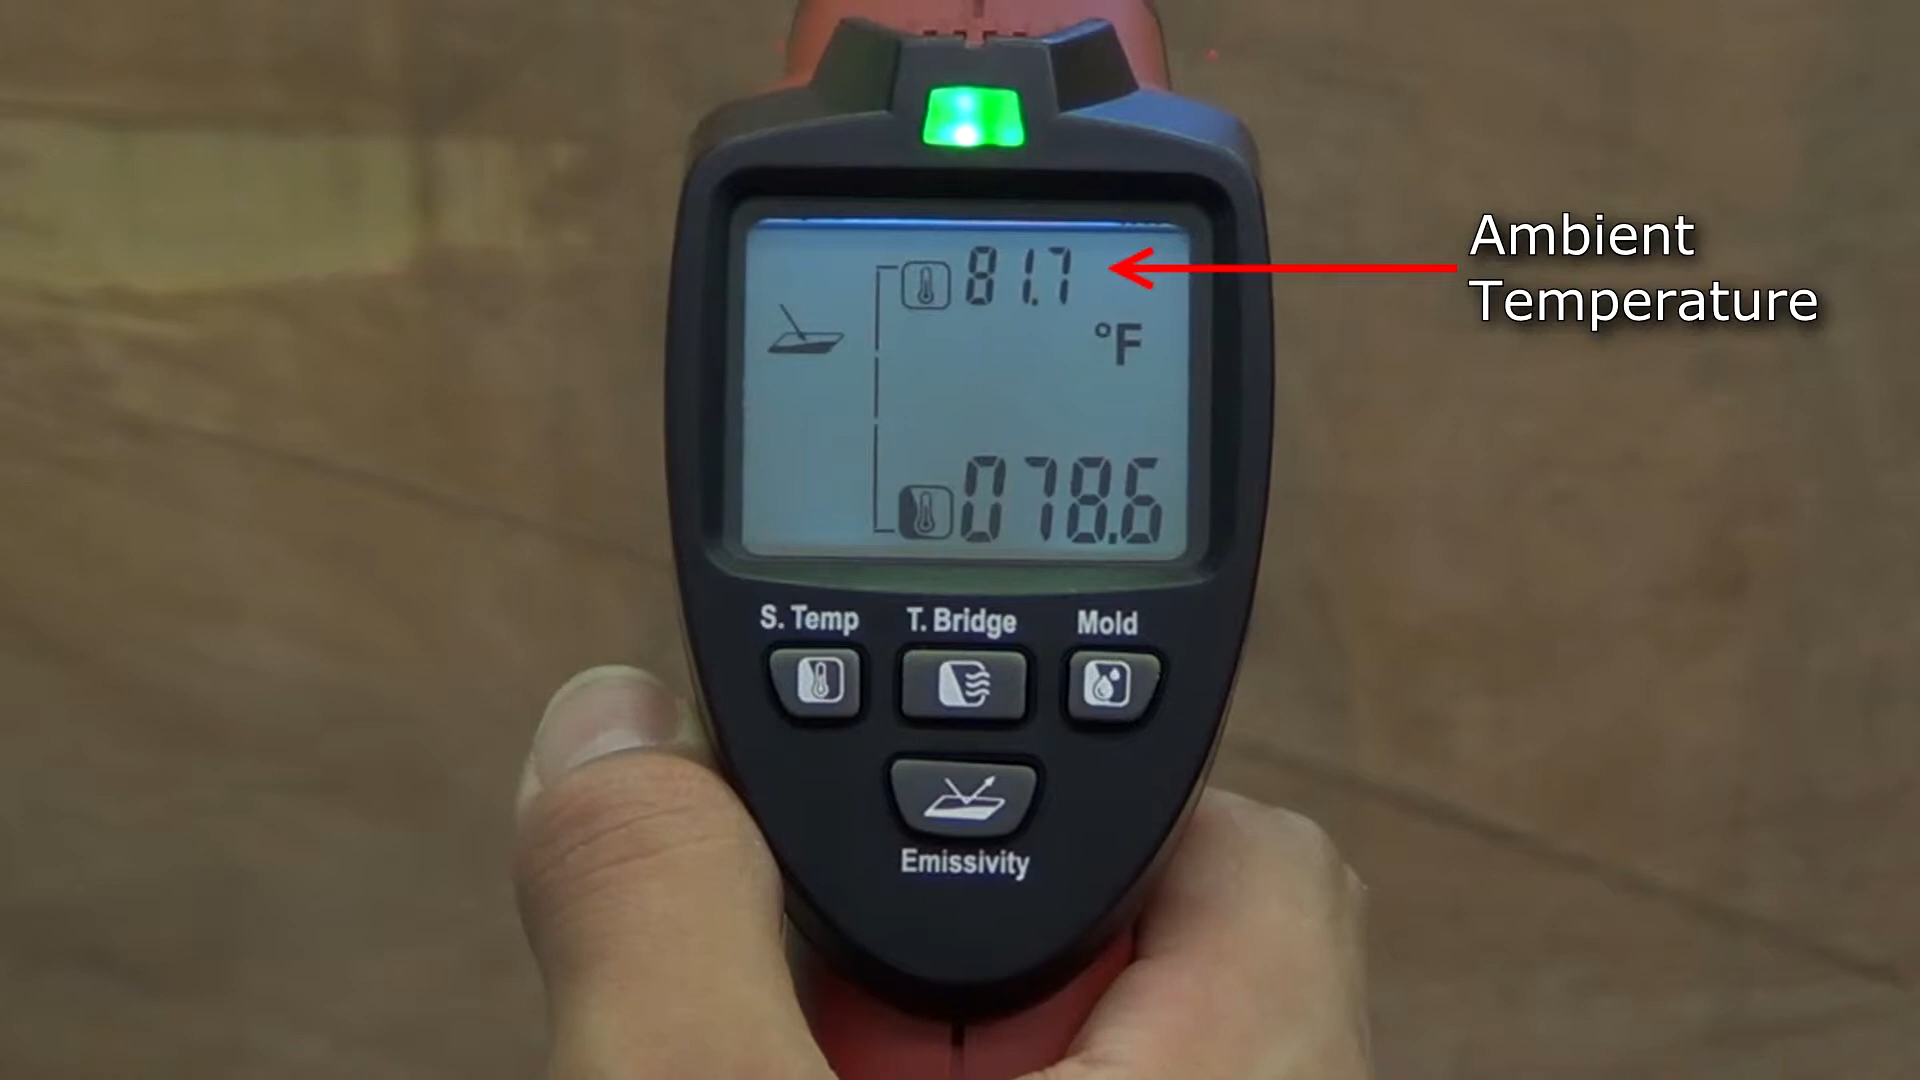 81.7
Ambient
Temperature
°F
078.6
S. Temp
T. Bridge
Mold
Emissivity